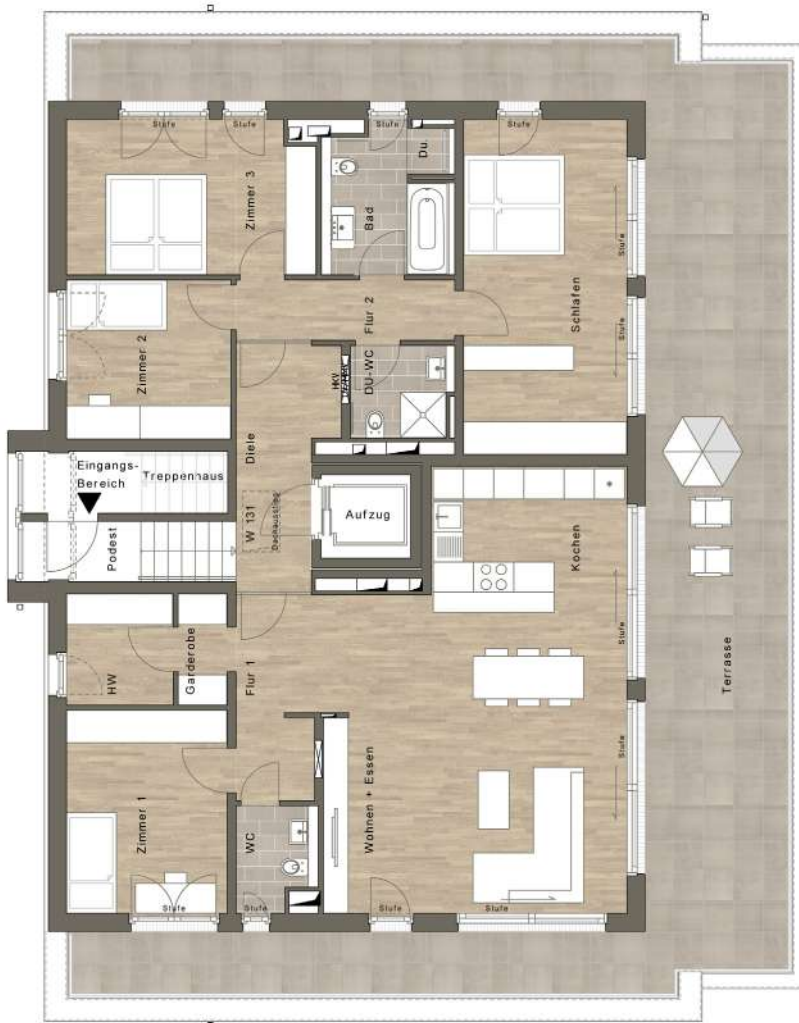 Stufe
Stufe
Stufe
Stufe
Zimmer 3
Bad
Du.
Stufe
Schlafen
Flur 2
Zimmer 2
Stufe
HKV
DU-WC
Diele
Eingangs-
Bereich
Treppenhaus
Aufzug
W 131
Dachausstieg
Podest
Kochen
Stufe
Garderobe
HW
Flur 1
Terrasse
Stufe
Wohnen + Essen
Zimmer 1
WC
Stufe
Stufe
Stufe
Stufe